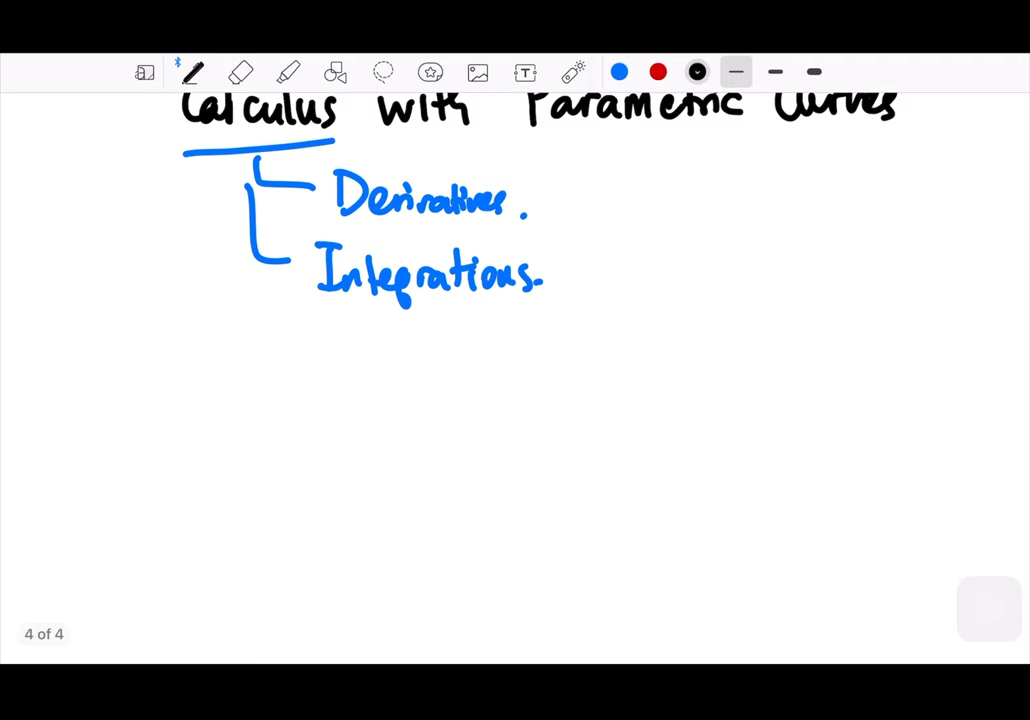 Calculus with Parametric Curves
Derivatives.
Integrations.
4 of 4